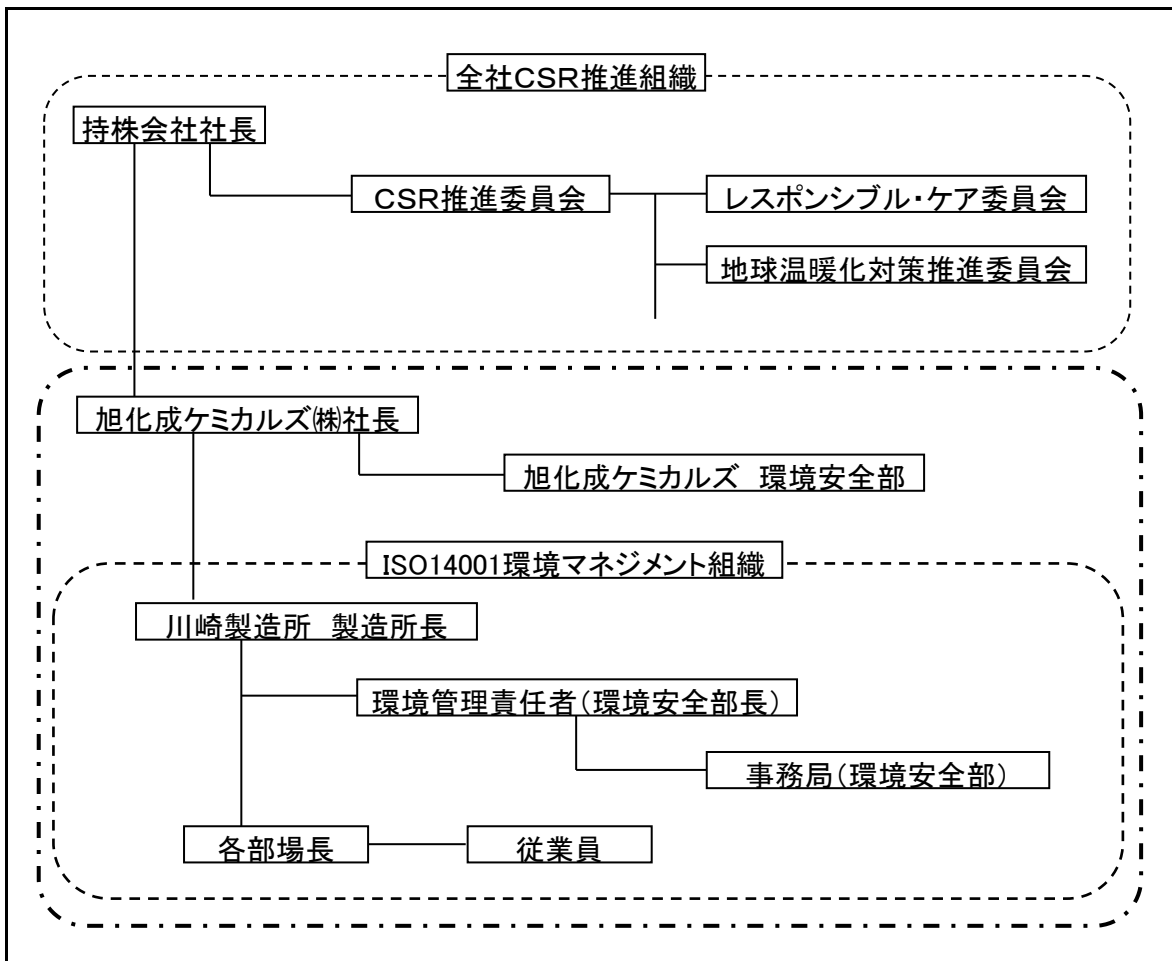 全社CSR推進組織
持株会社社長
CSR推進委員会
レスポンシブル・ケア委員会
地球温暖化対策推進委員会
旭化成ケミカルズ㈱社長
旭化成ケミカルズ　環境安全部
ISO14001環境マネジメント組織
川崎製造所　製造所長
環境管理責任者(環境安全部長)
事務局(環境安全部)
各部場長
従業員